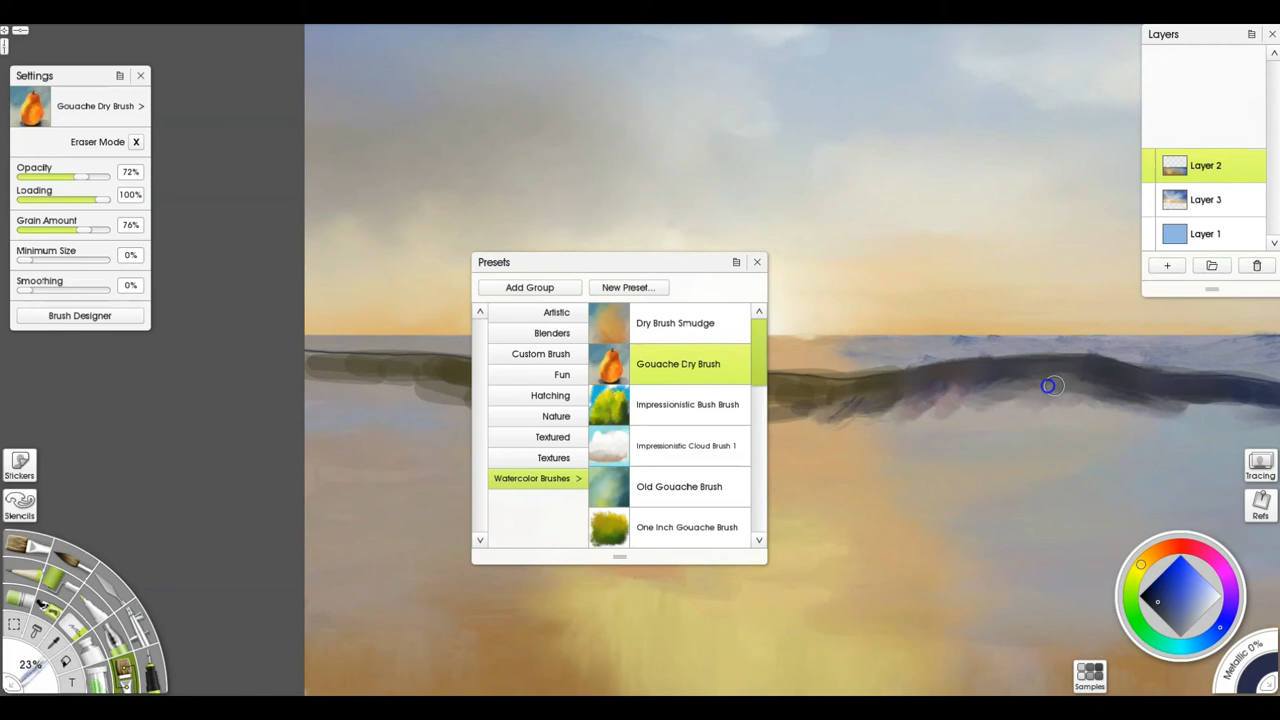 Settings
Gouache Dry Brush >
Eraser Mode X
Opacity 72%
Loading 100%
Grain Amount 76%
Minimum Size 0%
Smoothing 0%
Brush Designer
Stickers
Stencils
23%
T
Presets
Add Group
New Preset...
Artistic
Blenders
Custom Brush
Fun
Hatching
Nature
Textured
Textures
Watercolor Brushes >
Dry Brush Smudge
Gouache Dry Brush
Impressionistic Bush Brush
Impressionistic Cloud Brush 1
Old Gouache Brush
One Inch Gouache Brush
Layers
Layer 2
Layer 3
Layer 1
Tracing
Refs
Samples
Metallic 0%